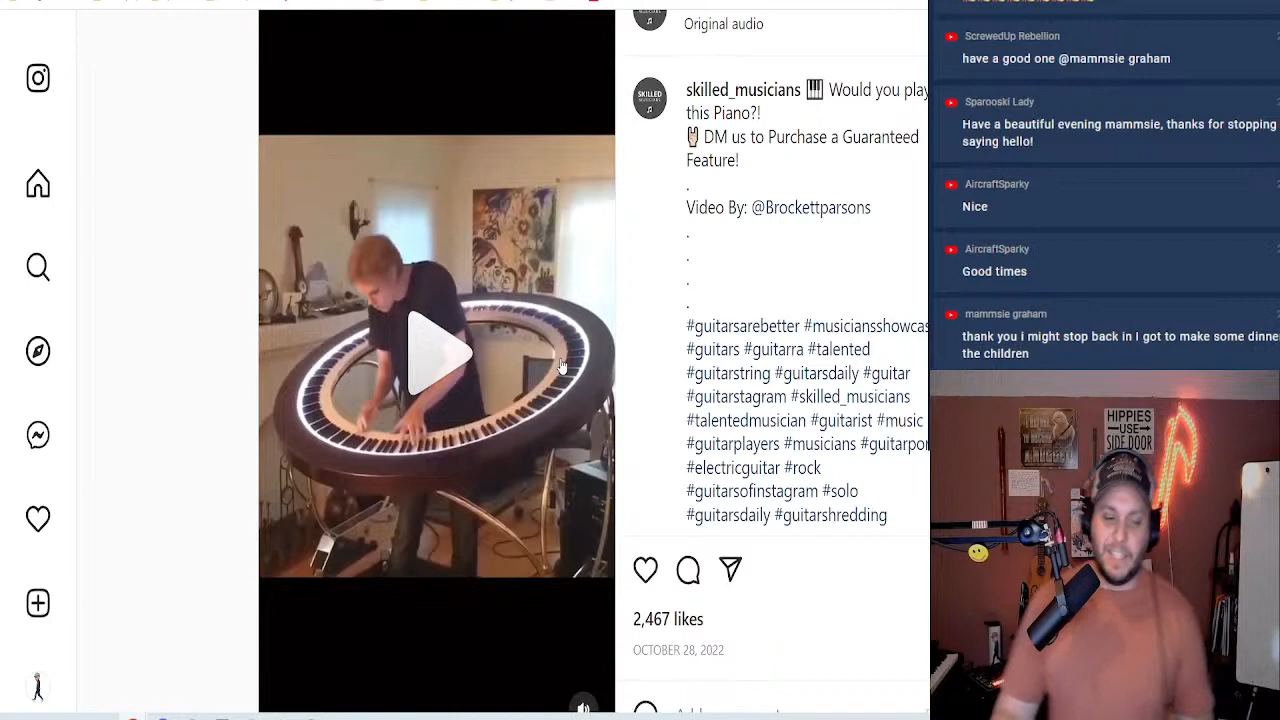 Original audio
SKILLED
skilled_musicians 🎹 Would you play
this Piano?!
🤘🏻 DM us to Purchase a Guaranteed
Feature!
.
Video By: @Brockettparsons
.
.
.
.
#guitarsarebetter #musiciansshowcas
#guitars #guitarra #talented
#guitarstring #guitarsdaily #guitar
#guitarstagram #skilled_musicians
#talentedmusician #guitarist #music
#guitarplayers #musicians #guitarpor
#electricguitar #rock
#guitarsofinstagram #solo
#guitarsdaily #guitarshredding
2,467 likes
OCTOBER 28, 2022
ScrewedUp Rebellion
have a good one @mammsie graham
Sparooski Lady
Have a beautiful evening mammsie, thanks for stopping
saying hello!
AircraftSparky
Nice
AircraftSparky
Good times
mammsie graham
thank you i might stop back in I got to make some dinne
the children
HIPPIES
USE
SIDE DOOR